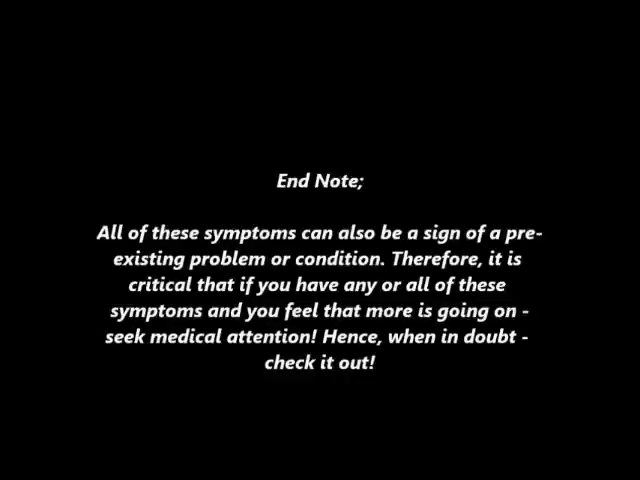 End Note;
All of these symptoms can also be a sign of a pre-
existing problem or condition. Therefore, it is
critical that if you have any or all of these
symptoms and you feel that more is going on -
seek medical attention! Hence, when in doubt -
check it out!